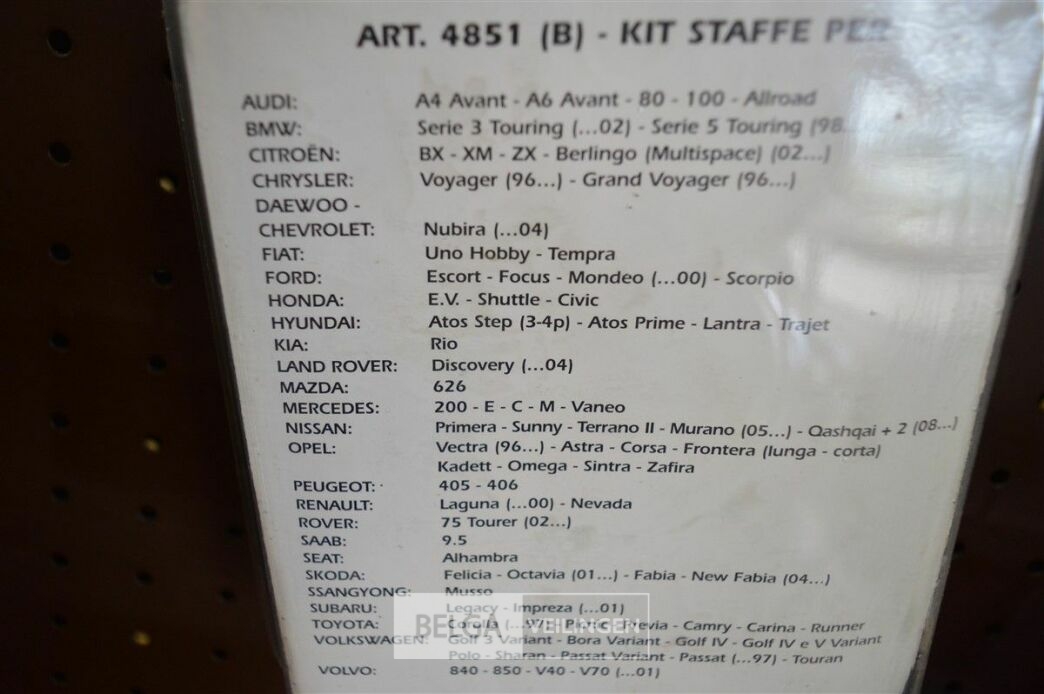 ART. 4851 (B) - KIT STAFFE PER
AUDI: A4 Avant - A6 Avant - 80 - 100 - Allroad
BMW: Serie 3 Touring (...02) - Serie 5 Touring (98
CITROËN: BX - XM - ZX - Berlingo (Multispace) (02...)
CHRYSLER: Voyager (96...) - Grand Voyager (96...)
DAEWOO -
CHEVROLET: Nubira (...04)
FIAT: Uno Hobby - Tempra
FORD: Escort - Focus - Mondeo (...00) - Scorpio
HONDA: E.V. - Shuttle - Civic
HYUNDAI: Atos Step (3-4p) - Atos Prime - Lantra - Trajet
KIA: Rio
LAND ROVER: Discovery (...04)
MAZDA: 626
MERCEDES: 200 - E - C - M - Vaneo
NISSAN: Primera - Sunny - Terrano II - Murano (05...) - Qashqai + 2 (08...)
OPEL: Vectra (96...) - Astra - Corsa - Frontera (lunga - corta)
Kadett - Omega - Sintra - Zafira
PEUGEOT: 405 - 406
RENAULT: Laguna (...00) - Nevada
ROVER: 75 Tourer (02...)
SAAB: 9.5
SEAT: Alhambra
SKODA: Felicia - Octavia (01...) - Fabia - New Fabia (04...)
SSANGYONG: Musso
SUBARU: Legacy - Impreza (...01)
TOYOTA: Corolla (...97) - Previa - Camry - Carina - Runner
VOLKSWAGEN: Golf 3 Variant - Bora Variant - Golf IV - Golf IV e V Variant
Polo - Sharan - Passat Variant - Passat (...97) - Touran
VOLVO: 840 - 850 - V40 - V70 (...01)
BELGA VEILINGEN